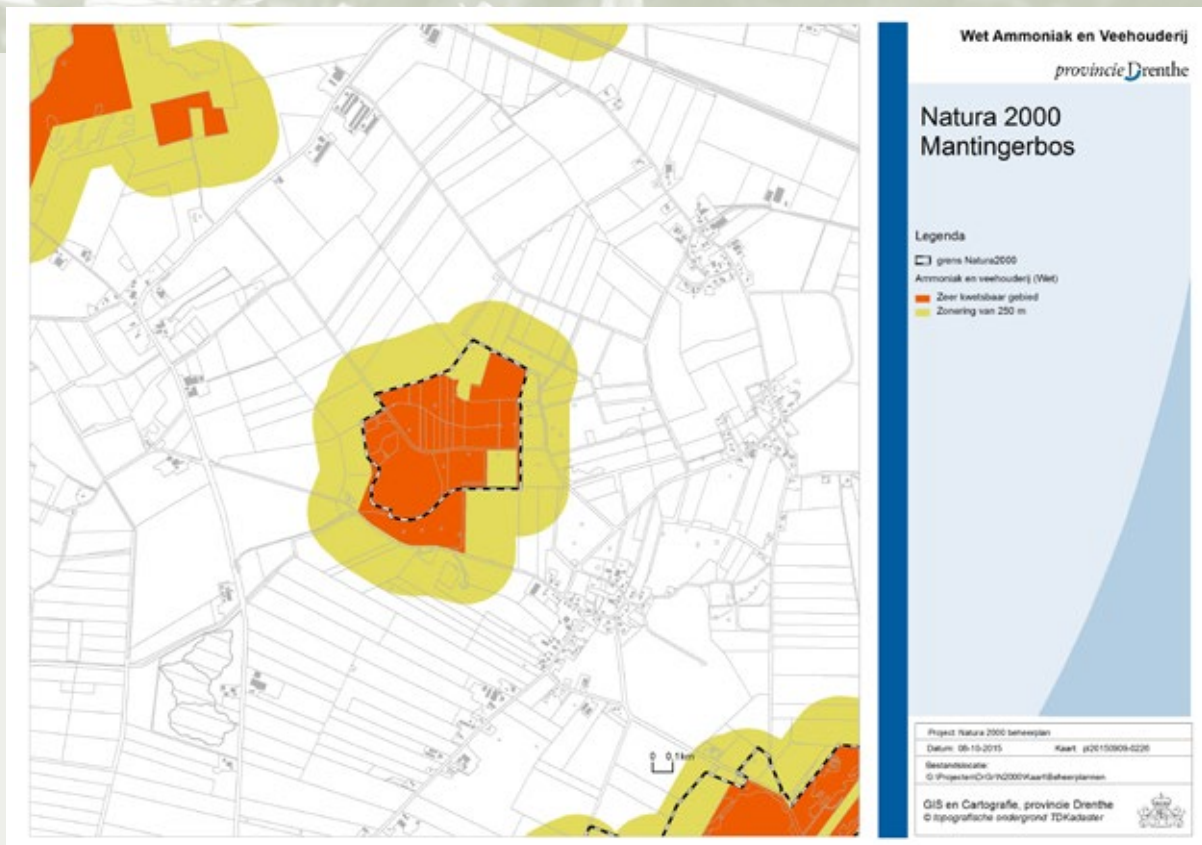 Wet Ammoniak en Veehouderij
provincie Drenthe
Natura 2000
Mantingerbos
Legenda
grens Natura2000
Ammoniak en veehouderij (Wet)
Zeer kwetsbaar gebied
Zonering van 250 m
0 0,1km
Project: Natura 2000 beheerplan
Datum: 08-10-2015 Kaart:
Bestandslocatie:
GIS en Cartografie, provincie Drenthe
© topografische ondergrond TDKadaster